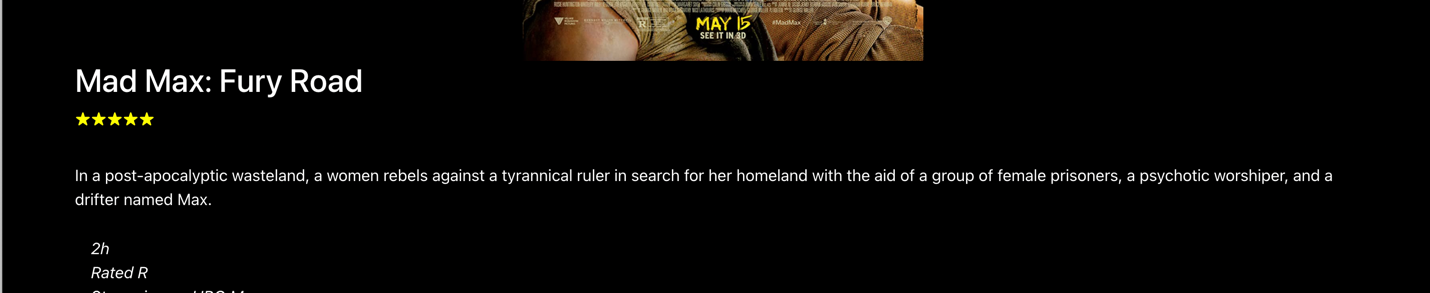 R
MAY 15
SEE IT IN 3D
#MadMax
Mad Max: Fury Road
In a post-apocalyptic wasteland, a women rebels against a tyrannical ruler in search for her homeland with the aid of a group of female prisoners, a psychotic worshiper, and a
drifter named Max.
2h
Rated R